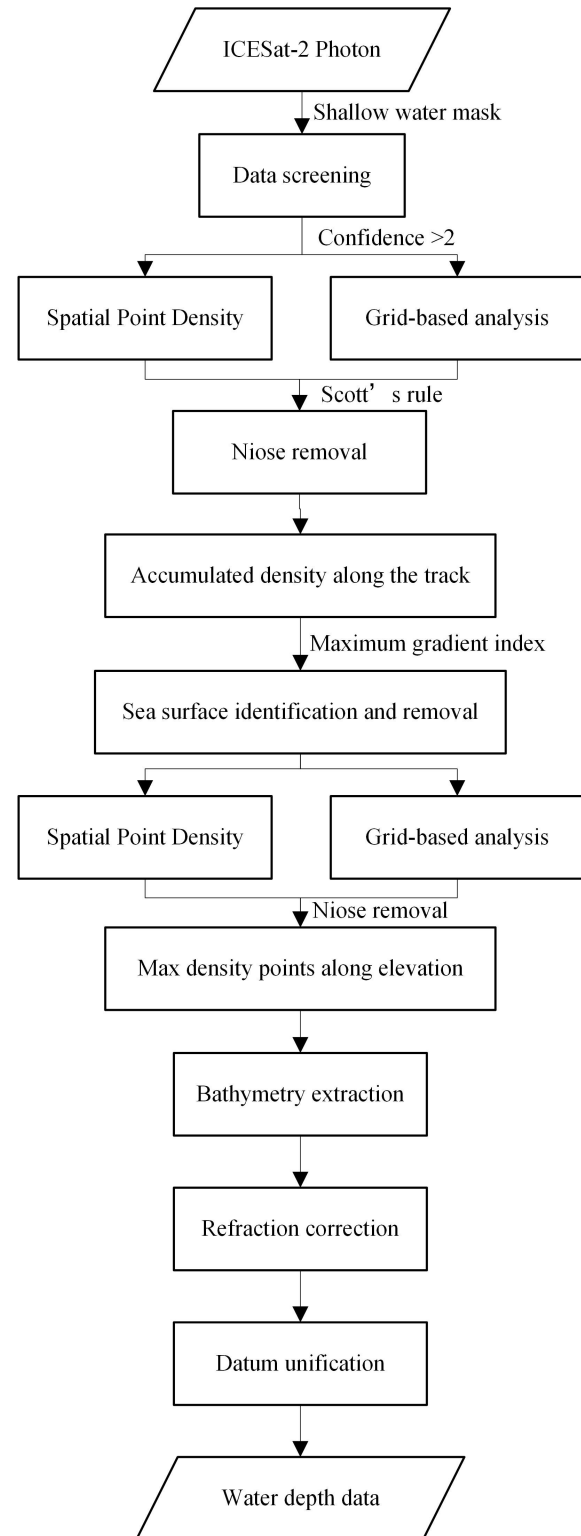 ICESat-2 Photon
Shallow water mask
Data screening
Confidence >2
Spatial Point Density
Grid-based analysis
Scott’s rule
Niose removal
Accumulated density along the track
Maximum gradient index
Sea surface identification and removal
Spatial Point Density
Grid-based analysis
Niose removal
Max density points along elevation
Bathymetry extraction
Refraction correction
Datum unification
Water depth data